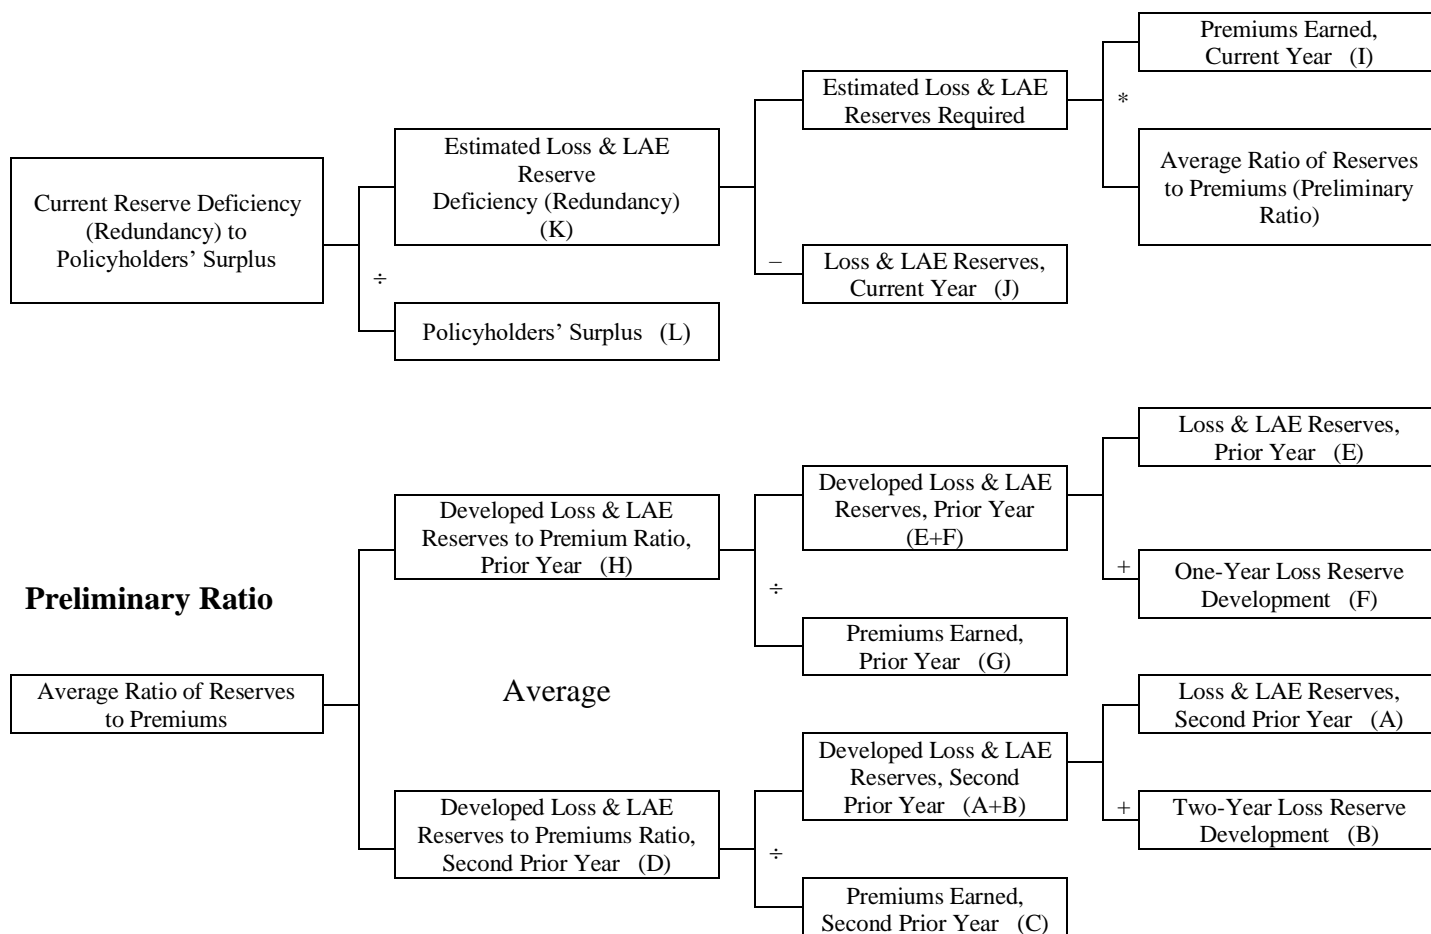 Premiums Earned,
Current Year (I)
*
Estimated Loss & LAE
Reserves Required
Average Ratio of Reserves
to Premiums (Preliminary
Ratio)
Estimated Loss & LAE
Reserve
Deficiency (Redundancy)
(K)
Current Reserve Deficiency
(Redundancy) to
Policyholders’ Surplus
÷
–
Loss & LAE Reserves,
Current Year (J)
Policyholders’ Surplus (L)
Loss & LAE Reserves,
Prior Year (E)
Developed Loss & LAE
Reserves, Prior Year
(E+F)
+
One-Year Loss Reserve
Development (F)
Developed Loss & LAE
Reserves to Premium Ratio,
Prior Year (H)
÷
Premiums Earned,
Prior Year (G)
Preliminary Ratio
Average Ratio of Reserves
to Premiums
Average
Loss & LAE Reserves,
Second Prior Year (A)
Developed Loss & LAE
Reserves, Second
Prior Year (A+B)
+
Two-Year Loss Reserve
Development (B)
Developed Loss & LAE
Reserves to Premiums Ratio,
Second Prior Year (D)
÷
Premiums Earned,
Second Prior Year (C)